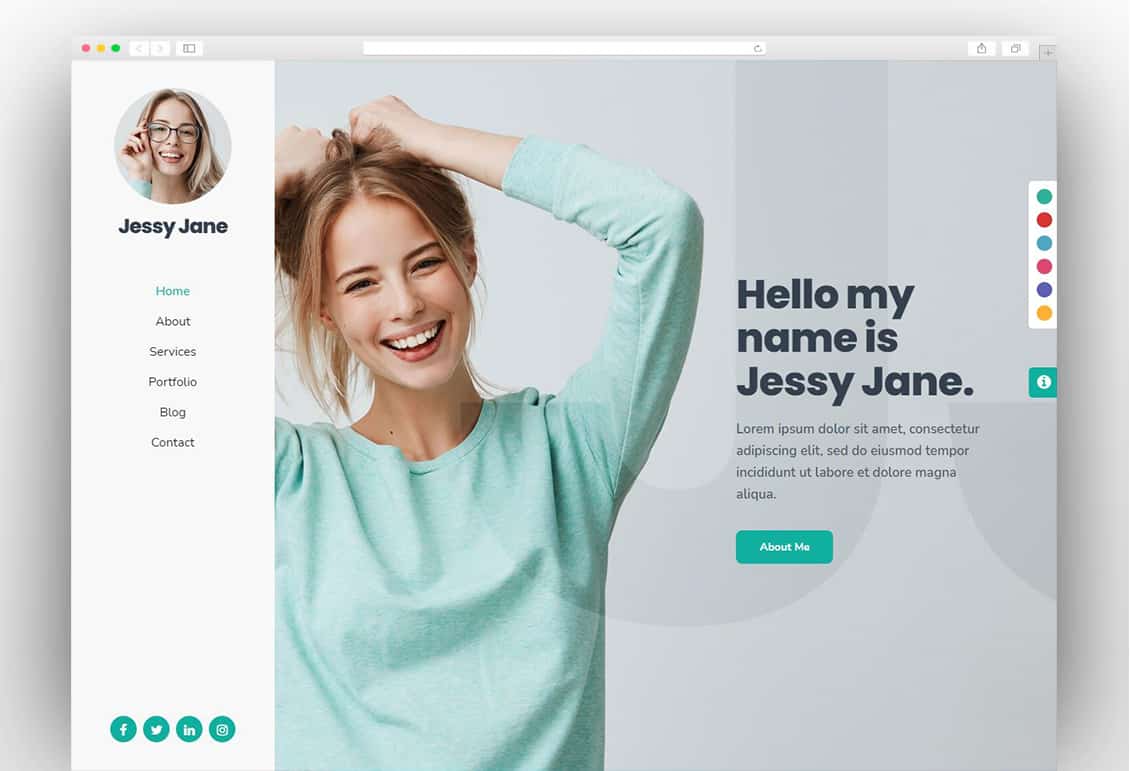 Jessy Jane
Home
About
Services
Portfolio
Blog
Contact
Hello my
name is
Jessy Jane.
Lorem ipsum dolor sit amet, consectetur
adipiscing elit, sed do eiusmod tempor
incididunt ut labore et dolore magna
aliqua.
About Me